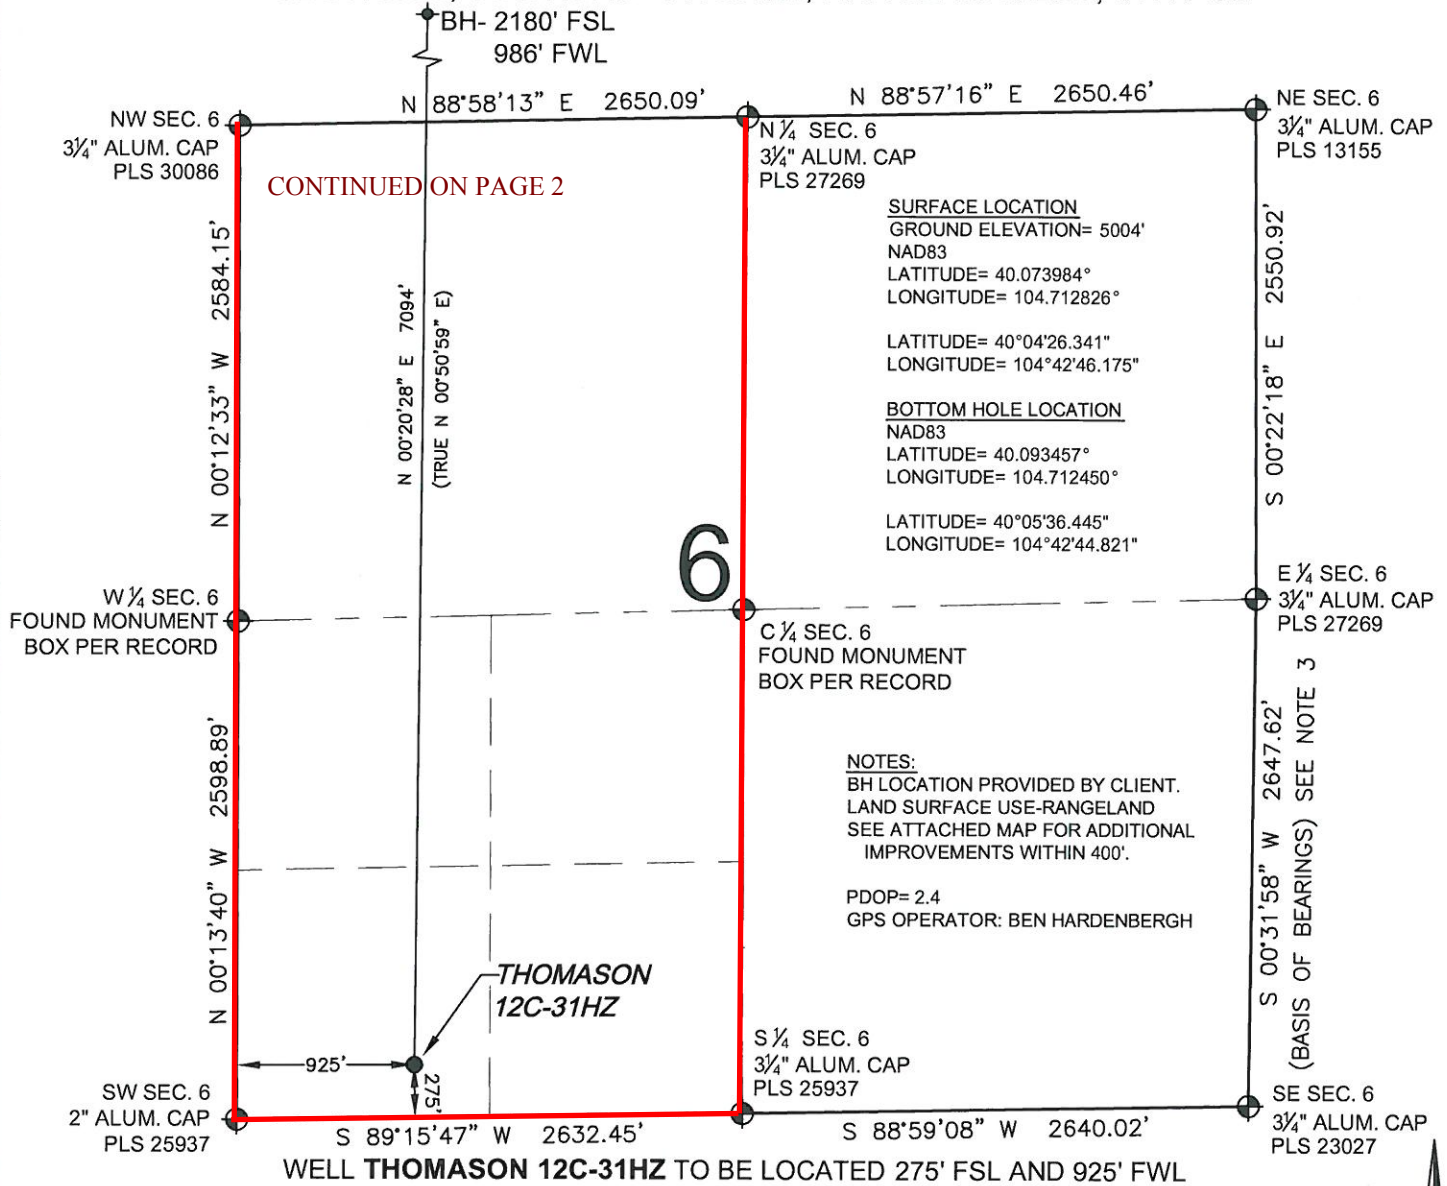 BH- 2180' FSL
986' FWL
N 88°58'13" E 2650.09'
N 88°57'16" E 2650.46'
NW SEC. 6
3¼" ALUM. CAP
PLS 30086
N ¼ SEC. 6
3¼" ALUM. CAP
PLS 27269
NE SEC. 6
3¼" ALUM. CAP
PLS 13155
CONTINUED ON PAGE 2
SURFACE LOCATION
GROUND ELEVATION= 5004'
NAD83
LATITUDE= 40.073984°
LONGITUDE= 104.712826°
LATITUDE= 40°04'26.341"
LONGITUDE= 104°42'46.175"
BOTTOM HOLE LOCATION
NAD83
LATITUDE= 40.093457°
LONGITUDE= 104.712450°
LATITUDE= 40°05'36.445"
LONGITUDE= 104°42'44.821"
N 00°12'33" W 2584.15'
N 00°20'28" E 7094'
(TRUE N 00°50'59" E)
S 00°22'18" E 2550.92'
6
W ¼ SEC. 6
FOUND MONUMENT
BOX PER RECORD
C ¼ SEC. 6
FOUND MONUMENT
BOX PER RECORD
E ¼ SEC. 6
3¼" ALUM. CAP
PLS 27269
NOTES:
BH LOCATION PROVIDED BY CLIENT.
LAND SURFACE USE-RANGELAND
SEE ATTACHED MAP FOR ADDITIONAL
IMPROVEMENTS WITHIN 400'.
PDOP= 2.4
GPS OPERATOR: BEN HARDENBERGH
N 00°13'40" W 2598.89'
S 00°31'58" W 2647.62'
(BASIS OF BEARINGS) SEE NOTE 3
THOMASON
12C-31HZ
925'
275'
SW SEC. 6
2" ALUM. CAP
PLS 25937
S ¼ SEC. 6
3¼" ALUM. CAP
PLS 25937
SE SEC. 6
3¼" ALUM. CAP
PLS 23027
S 89°15'47" W 2632.45'
S 88°59'08" W 2640.02'
WELL THOMASON 12C-31HZ TO BE LOCATED 275' FSL AND 925' FWL